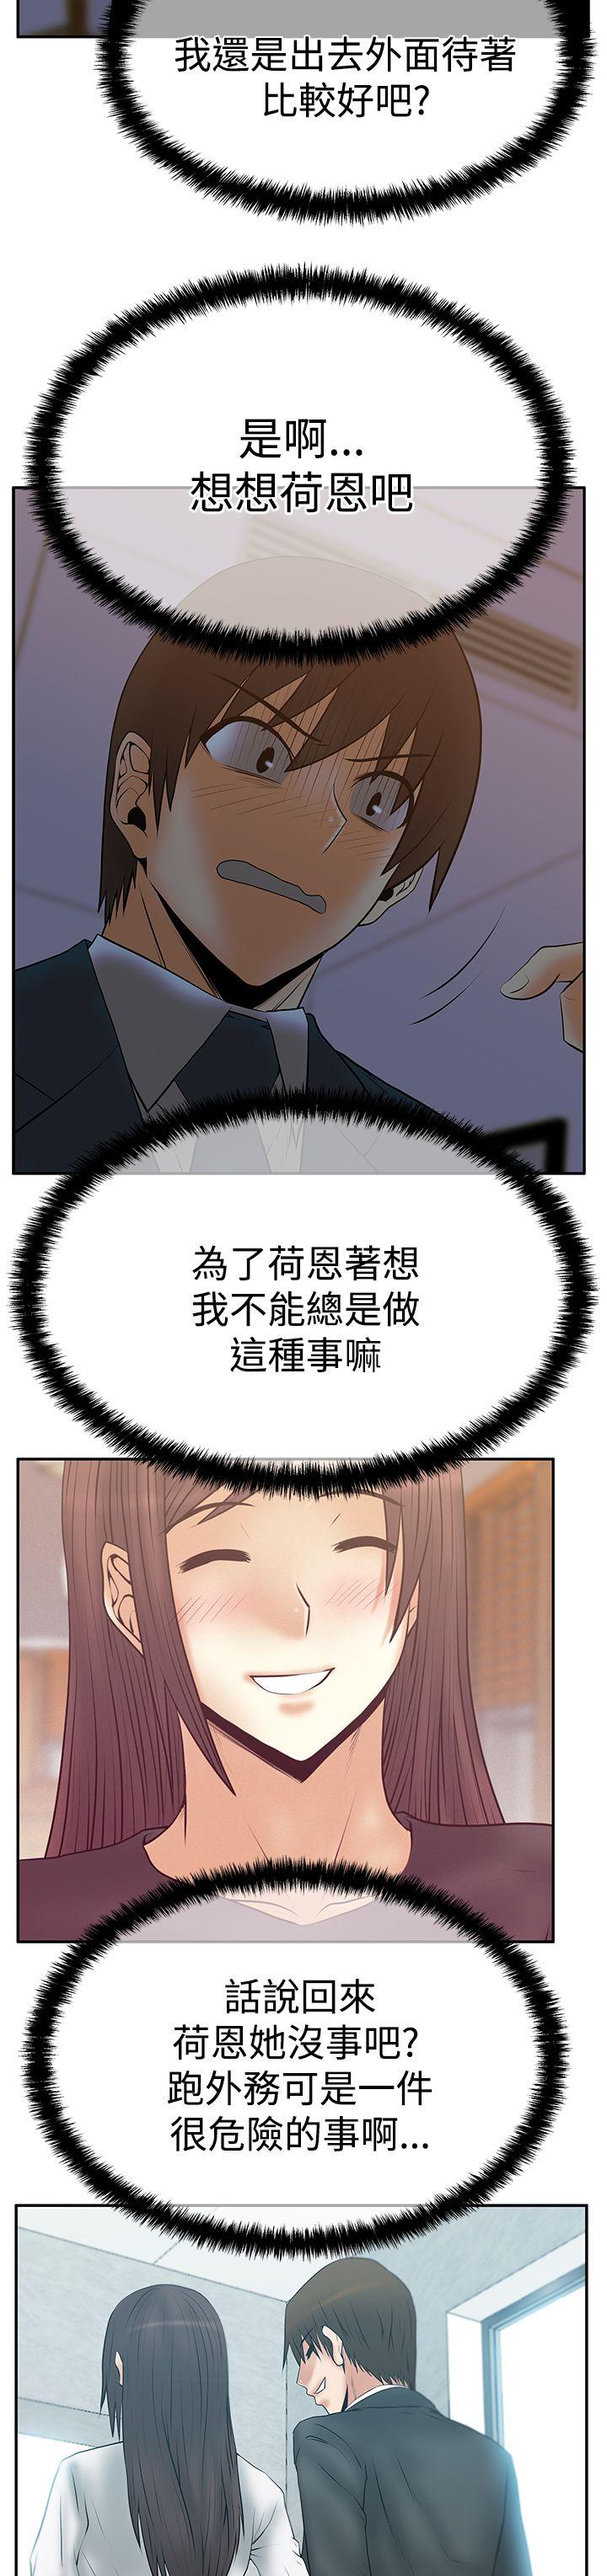 我還是出去外面待著
比較好吧?
是啊...
想想荷恩吧
為了荷恩著想
我不能總是做
這種事嘛
話說回來
荷恩她沒事吧?
跑外務可是一件
很危險的事啊...